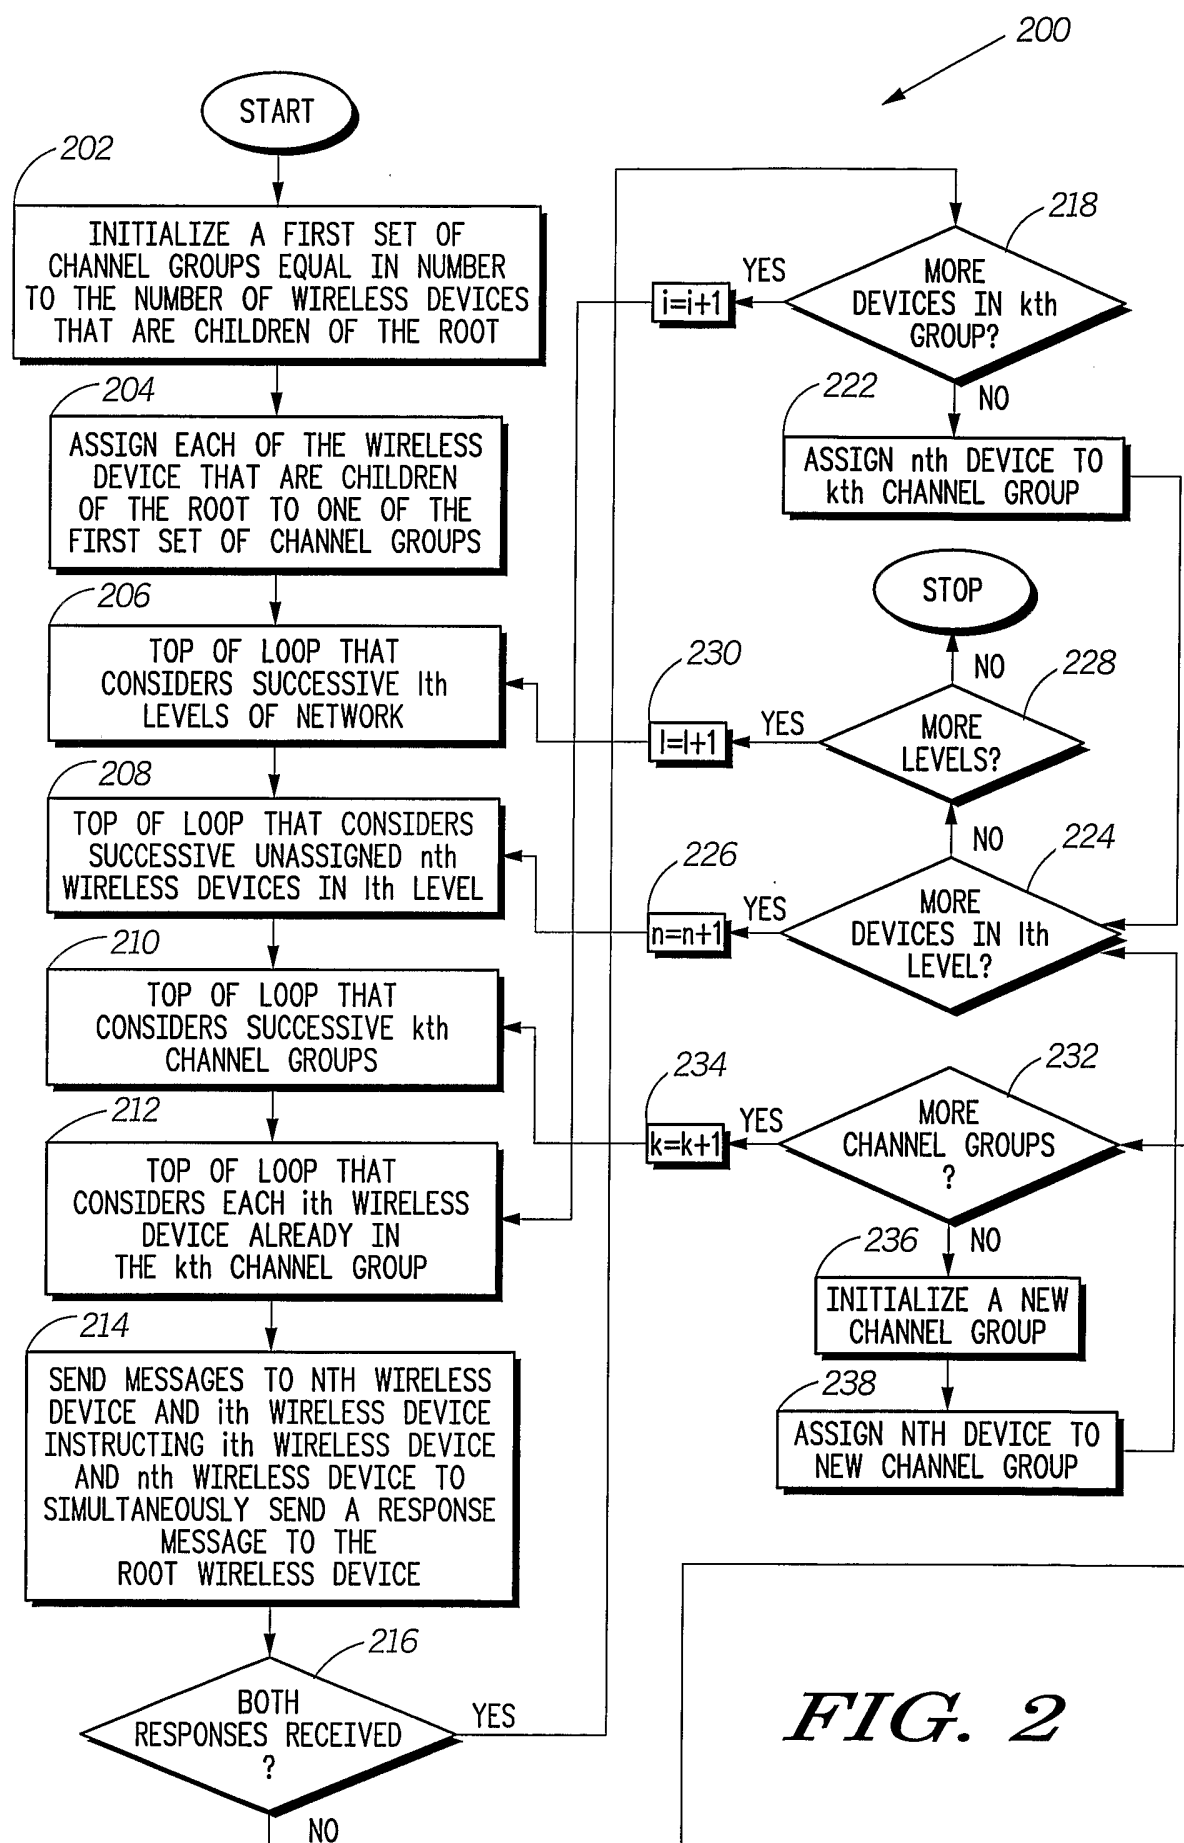 200
START
202
INITIALIZE A FIRST SET OF
CHANNEL GROUPS EQUAL IN NUMBER
TO THE NUMBER OF WIRELESS DEVICES
THAT ARE CHILDREN OF THE ROOT
204
ASSIGN EACH OF THE WIRELESS
DEVICE THAT ARE CHILDREN
OF THE ROOT TO ONE OF THE
FIRST SET OF CHANNEL GROUPS
206
TOP OF LOOP THAT
CONSIDERS SUCCESSIVE lth
LEVELS OF NETWORK
208
TOP OF LOOP THAT CONSIDERS
SUCCESSIVE UNASSIGNED nth
WIRELESS DEVICES IN lth LEVEL
210
TOP OF LOOP THAT
CONSIDERS SUCCESSIVE kth
CHANNEL GROUPS
212
TOP OF LOOP THAT
CONSIDERS EACH ith WIRELESS
DEVICE ALREADY IN
THE kth CHANNEL GROUP
214
SEND MESSAGES TO NTH WIRELESS
DEVICE AND ith WIRELESS DEVICE
INSTRUCTING ith WIRELESS DEVICE
AND nth WIRELESS DEVICE TO
SIMULTANEOUSLY SEND A RESPONSE
MESSAGE TO THE
ROOT WIRELESS DEVICE
216
BOTH
RESPONSES RECEIVED
?
YES
NO
218
MORE
DEVICES IN kth
GROUP?
YES
i=i+1
NO
222
ASSIGN nth DEVICE TO
kth CHANNEL GROUP
STOP
NO
228
MORE
LEVELS?
YES
230
l=l+1
NO
224
MORE
DEVICES IN lth
LEVEL?
YES
226
n=n+1
232
MORE
CHANNEL GROUPS
?
YES
234
k=k+1
NO
236
INITIALIZE A NEW
CHANNEL GROUP
238
ASSIGN NTH DEVICE TO
NEW CHANNEL GROUP
FIG. 2